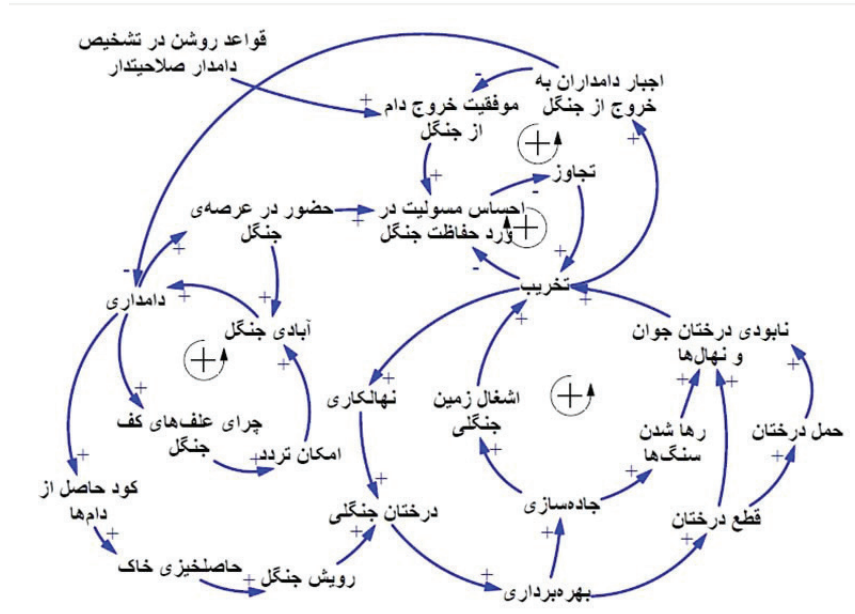 قواعد روشن در تشخیص
دامدار صلاحیتدار
اجبار دامداران به
خروج از جنگل
-
+
موفقیت خروج دام
از جنگل
+
+
+
تجاوز
-
حضور در عرصه‌ی
جنگل
+
احساس مسولیت در
ورد حفاظت جنگل
+
+
+
-
-
دامداری
+
+
آبادی جنگل
تخریب
+
نابودی درختان جوان
و نهال‌ها
+
+
+
+
نهالکاری
+
اشغال زمین
جنگلی
+
+
+
+
+
چرای علف‌های کف
جنگل
+
امکان تردد
رها شدن
سنگ‌ها
حمل درختان
+
+
+
+
کود حاصل از
دام‌ها
+
درختان جنگلی
+
جاده‌سازی
+
قطع درختان
+
+
حاصلخیزی خاک
+
رویش جنگل
+
بهره‌برداری